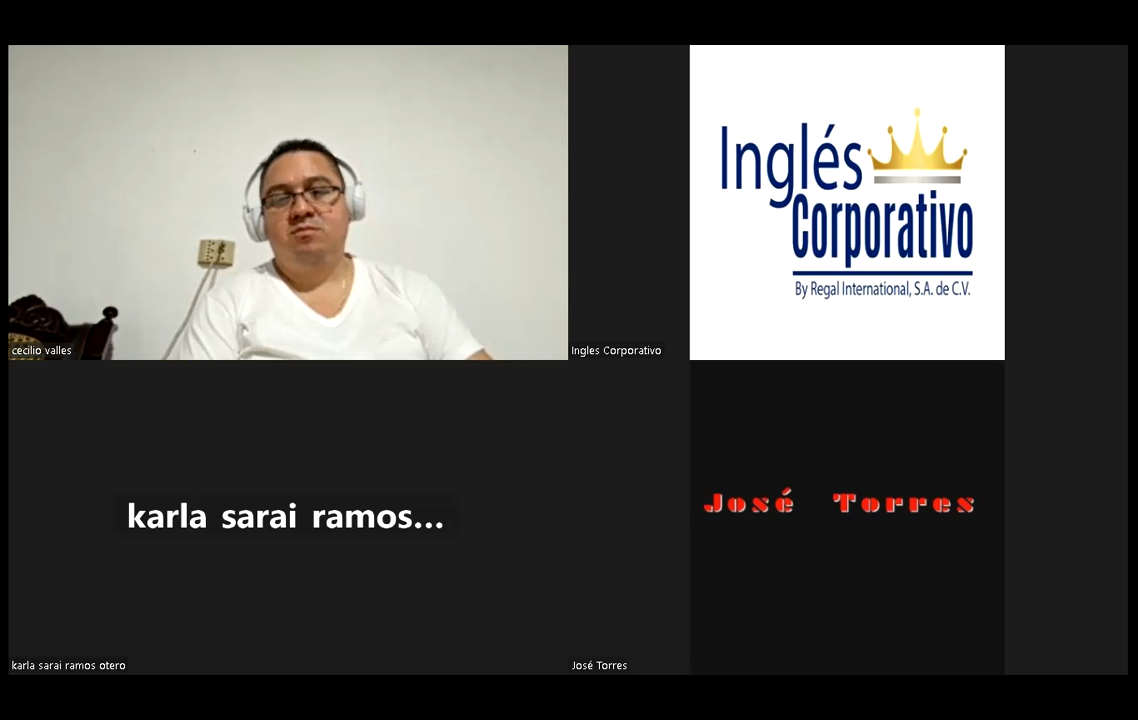 Inglés
Corporativo
By Regal International, S.A. de C.V.
cecilio valles
Ingles Corporativo
karla sarai ramos...
José Torres
karla sarai ramos otero
José Torres